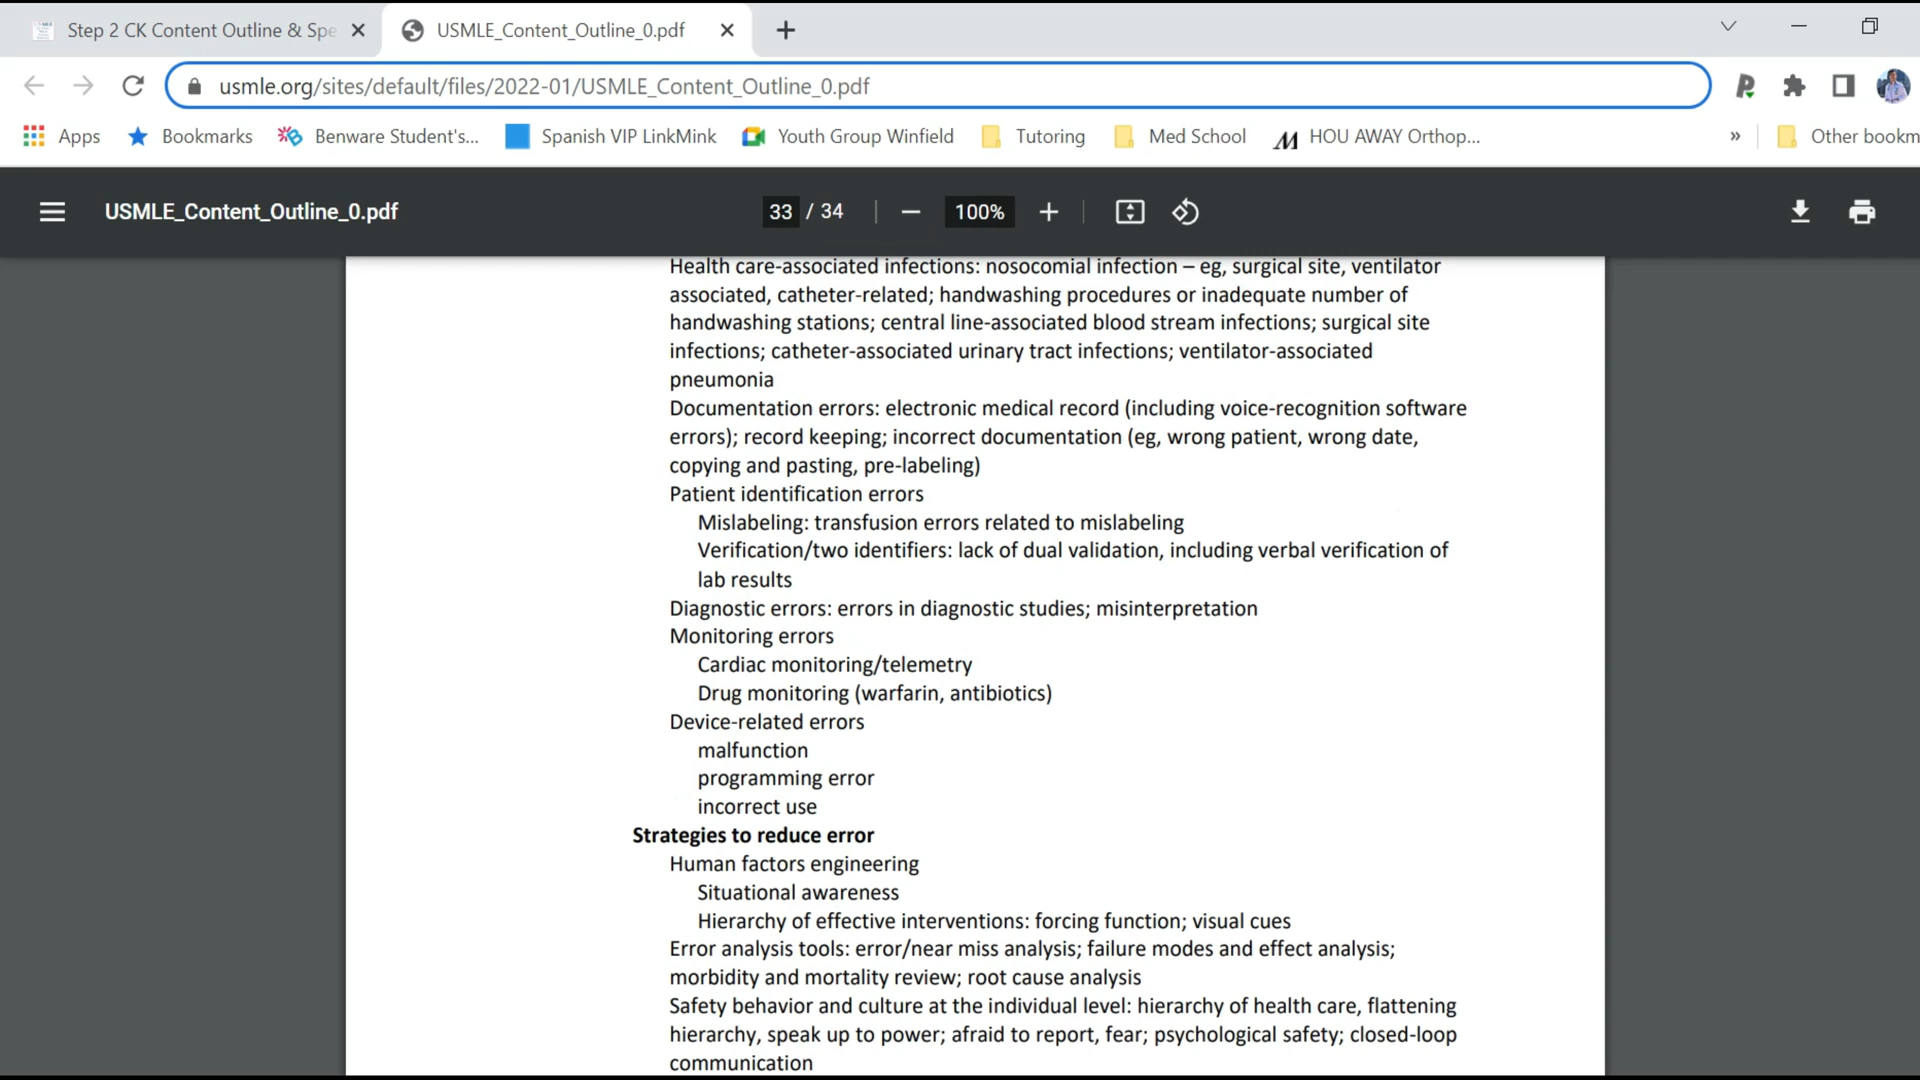 Step 2 CK Content Outline & Spe
USMLE_Content_Outline_0.pdf
usmle.org/sites/default/files/2022-01/USMLE_Content_Outline_0.pdf
Apps
Bookmarks
Benware Student's...
Spanish VIP LinkMink
Youth Group Winfield
Tutoring
Med School
HOU AWAY Orthop...
»
Other bookm
USMLE_Content_Outline_0.pdf
33 / 34
100%
Health care-associated infections: nosocomial infection – eg, surgical site, ventilator
associated, catheter-related; handwashing procedures or inadequate number of
handwashing stations; central line-associated blood stream infections; surgical site
infections; catheter-associated urinary tract infections; ventilator-associated
pneumonia
Documentation errors: electronic medical record (including voice-recognition software
errors); record keeping; incorrect documentation (eg, wrong patient, wrong date,
copying and pasting, pre-labeling)
Patient identification errors
Mislabeling: transfusion errors related to mislabeling
Verification/two identifiers: lack of dual validation, including verbal verification of
lab results
Diagnostic errors: errors in diagnostic studies; misinterpretation
Monitoring errors
Cardiac monitoring/telemetry
Drug monitoring (warfarin, antibiotics)
Device-related errors
malfunction
programming error
incorrect use
Strategies to reduce error
Human factors engineering
Situational awareness
Hierarchy of effective interventions: forcing function; visual cues
Error analysis tools: error/near miss analysis; failure modes and effect analysis;
morbidity and mortality review; root cause analysis
Safety behavior and culture at the individual level: hierarchy of health care, flattening
hierarchy, speak up to power; afraid to report, fear; psychological safety; closed-loop
communication